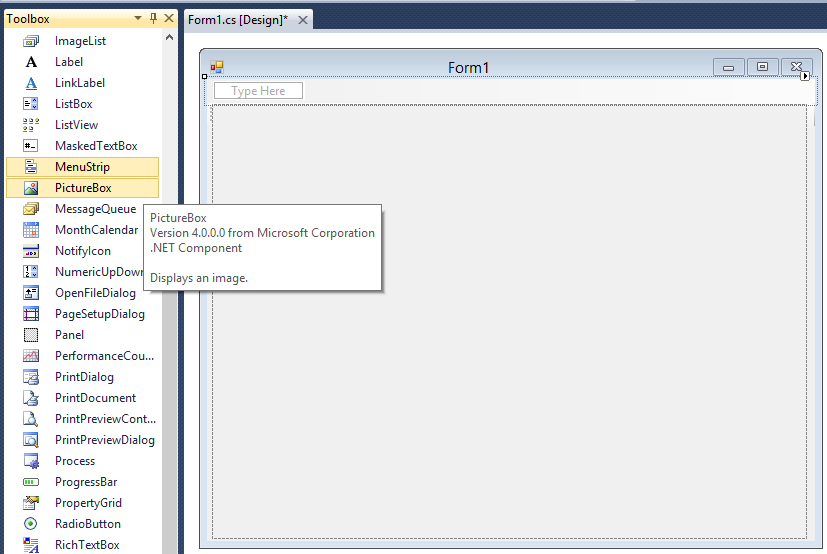 Toolbox
ImageList
Label
LinkLabel
ListBox
ListView
MaskedTextBox
MenuStrip
PictureBox
MessageQueue
MonthCalendar
NotifyIcon
NumericUpDown
OpenFileDialog
PageSetupDialog
Panel
PerformanceCou...
PrintDialog
PrintDocument
PrintPreviewCont...
PrintPreviewDialog
Process
ProgressBar
PropertyGrid
RadioButton
RichTextBox
Form1.cs [Design]*
Form1
Type Here
PictureBox
Version 4.0.0.0 from Microsoft Corporation
.NET Component
Displays an image.